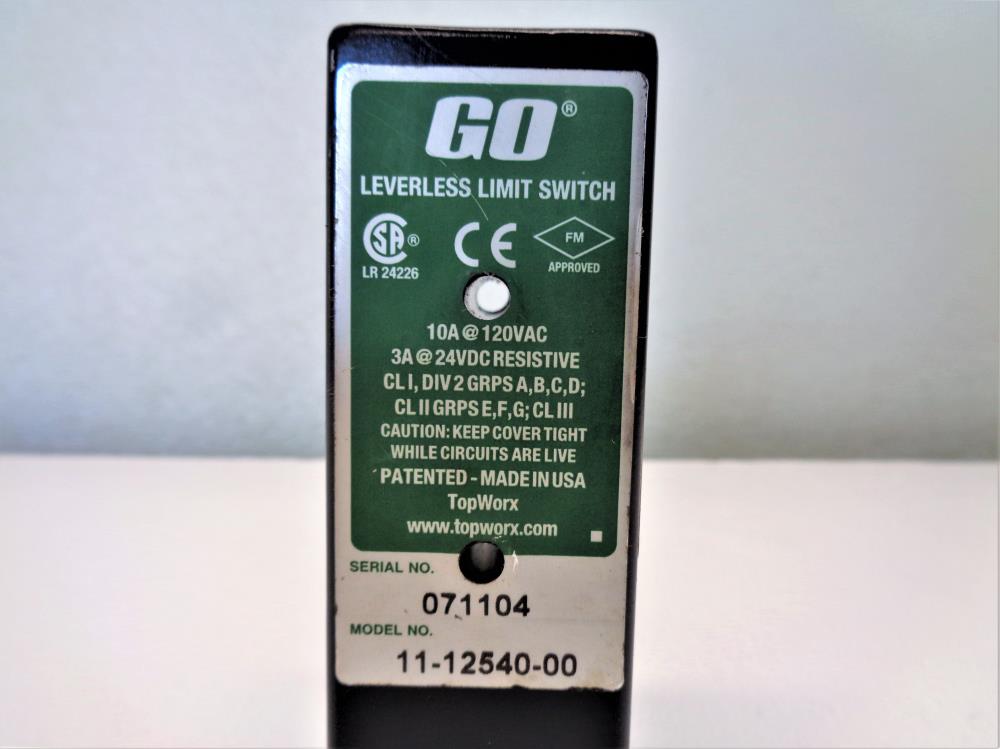 GO®
LEVERLESS LIMIT SWITCH
SA®
LR 24226
CE
FM
APPROVED
10A @ 120VAC
3A @ 24VDC RESISTIVE
CL I, DIV 2 GRPS A,B,C,D;
CL II GRPS E,F,G; CL III
CAUTION: KEEP COVER TIGHT
WHILE CIRCUITS ARE LIVE
PATENTED - MADE IN USA
TopWorx
www.topworx.com
SERIAL NO.
071104
MODEL NO.
11-12540-00